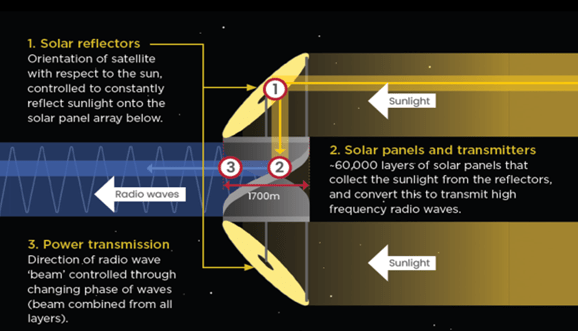 1. Solar reflectors
Orientation of satellite
with respect to the sun,
controlled to constantly
reflect sunlight onto the
solar panel array below.
1
Sunlight
2. Solar panels and transmitters
~60,000 layers of solar panels that
collect the sunlight from the reflectors,
and convert this to transmit high
frequency radio waves.
3
2
Radio waves
1700m
3. Power transmission
Direction of radio wave
‘beam’ controlled through
changing phase of waves
(beam combined from all
layers).
Sunlight